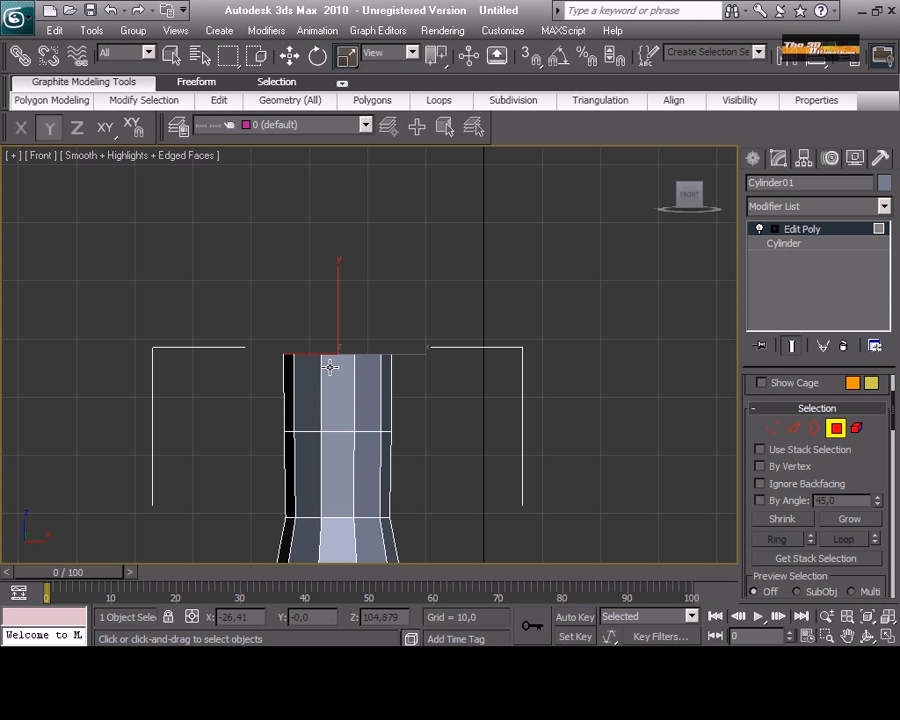 Autodesk 3ds Max 2010 - Unregistered Version Untitled
Type a keyword or phrase
Edit Tools Group Views Create Modifiers Animation Graph Editors Rendering Customize MAXScript Help
All View Create Selection Se
Graphite Modeling Tools Freeform Selection
Polygon Modeling Modify Selection Edit Geometry (All) Polygons Loops Subdivision Triangulation Align Visibility Properties
X Y Z XY XY 0 (default)
[ + ] [ Front ] [ Smooth + Highlights + Edged Faces ]
FRONT
Cylinder01
Modifier List
Edit Poly
Cylinder
Show Cage
- Selection
Use Stack Selection
By Vertex
Ignore Backfacing
By Angle: 45,0
Shrink Grow
Ring Loop
Get Stack Selection
Preview Selection
Off SubObj Multi
y
x
z
x
< 0 / 100 >
0 10 20 30 40 50 60 70 80 90 100
1 Object Sele X: -26,41 Y: -0,0 Z: 104,879 Grid = 10,0 Auto Key Selected
Welcome to M Click or click-and-drag to select objects Add Time Tag Set Key Key Filters... 0